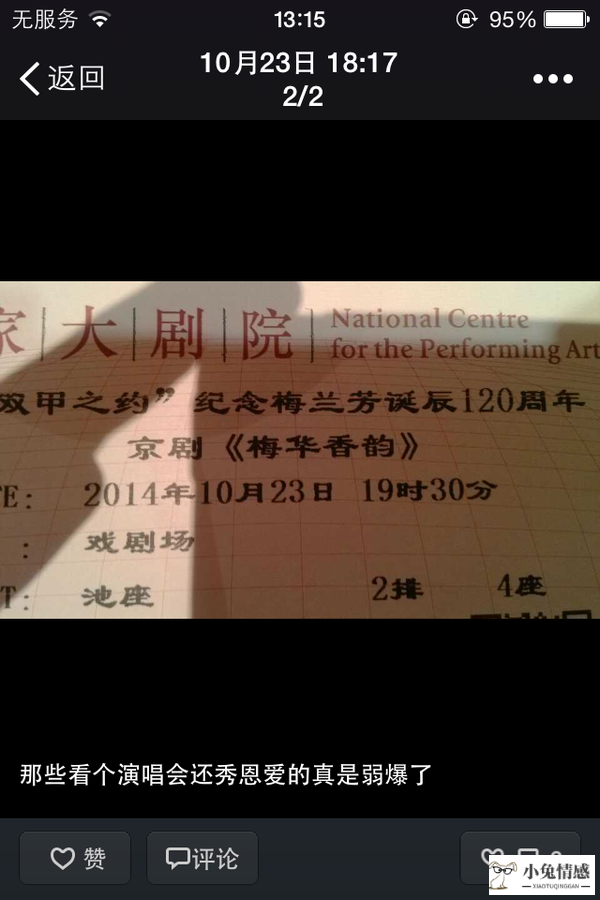 无服务 13:15 95%
返回 10月23日 18:17
2/2
家大剧院 National Centre
for the Performing Art
双甲之约”纪念梅兰芳诞辰120周年
京剧《梅华香韵》
TE: 2014年10月23日 19时30分
: 戏剧场
T: 池座 2排 4座
那些看个演唱会还秀恩爱的真是弱爆了
赞 评论
小兔情感
XIAOTUQINGGAN